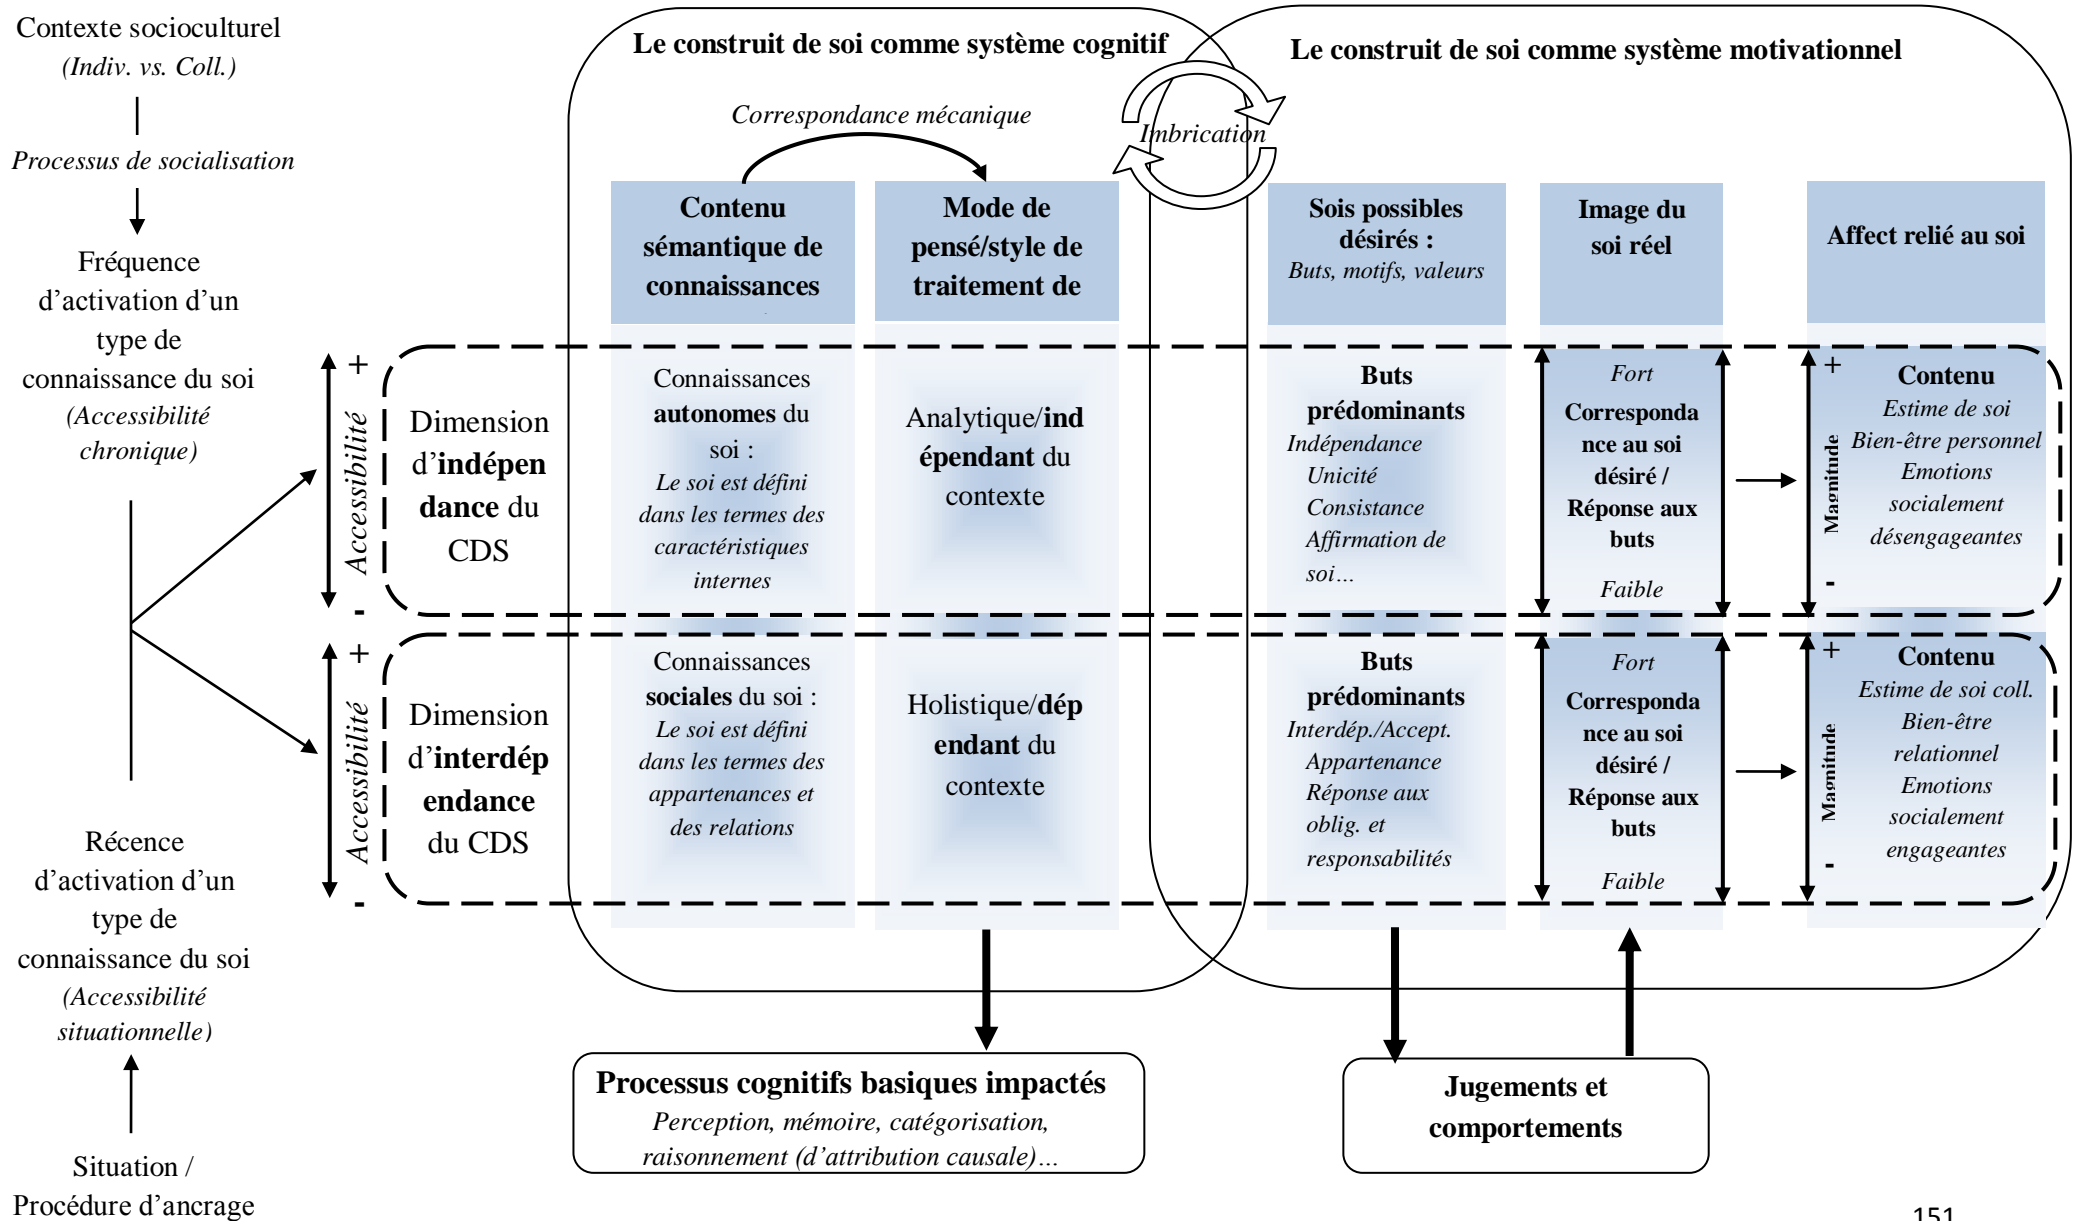 Contexte socioculturel
(Indiv. vs. Coll.)
Processus de socialisation
Fréquence
d’activation d’un
type de
connaissance du soi
(Accessibilité
chronique)
Récence
d’activation d’un
type de
connaissance du soi
(Accessibilité
situationnelle)
Situation /
Procédure d’ancrage
Le construit de soi comme système cognitif
Le construit de soi comme système motivationnel
Correspondance mécanique
Imbrication
Contenu
sémantique de
connaissances
Mode de
pensé/style de
traitement de
Sois possibles
désirés :
Buts, motifs, valeurs
Image du
soi réel
Affect relié au soi
+
Accessibilité
-
Dimension
d’indépen
dance du
CDS
Connaissances
autonomes du
soi :
Le soi est défini
dans les termes des
caractéristiques
internes
Analytique/ind
épendant du
contexte
Buts
prédominants
Indépendance
Unicité
Consistance
Affirmation de
soi…
Fort
Corresponda
nce au soi
désiré /
Réponse aux
buts
Faible
+
Magnitude
-
Contenu
Estime de soi
Bien-être personnel
Emotions
socialement
désengageantes
+
Accessibilité
-
Dimension
d’interdép
endance
du CDS
Connaissances
sociales du soi :
Le soi est défini
dans les termes des
appartenances et
des relations
Holistique/dép
endant du
contexte
Buts
prédominants
Interdép./Accept.
Appartenance
Réponse aux
oblig. et
responsabilités
Fort
Corresponda
nce au soi
désiré /
Réponse aux
buts
Faible
+
Magnitude
-
Contenu
Estime de soi coll.
Bien-être
relationnel
Emotions
socialement
engageantes
Processus cognitifs basiques impactés
Perception, mémoire, catégorisation,
raisonnement (d’attribution causale)…
Jugements et
comportements
151